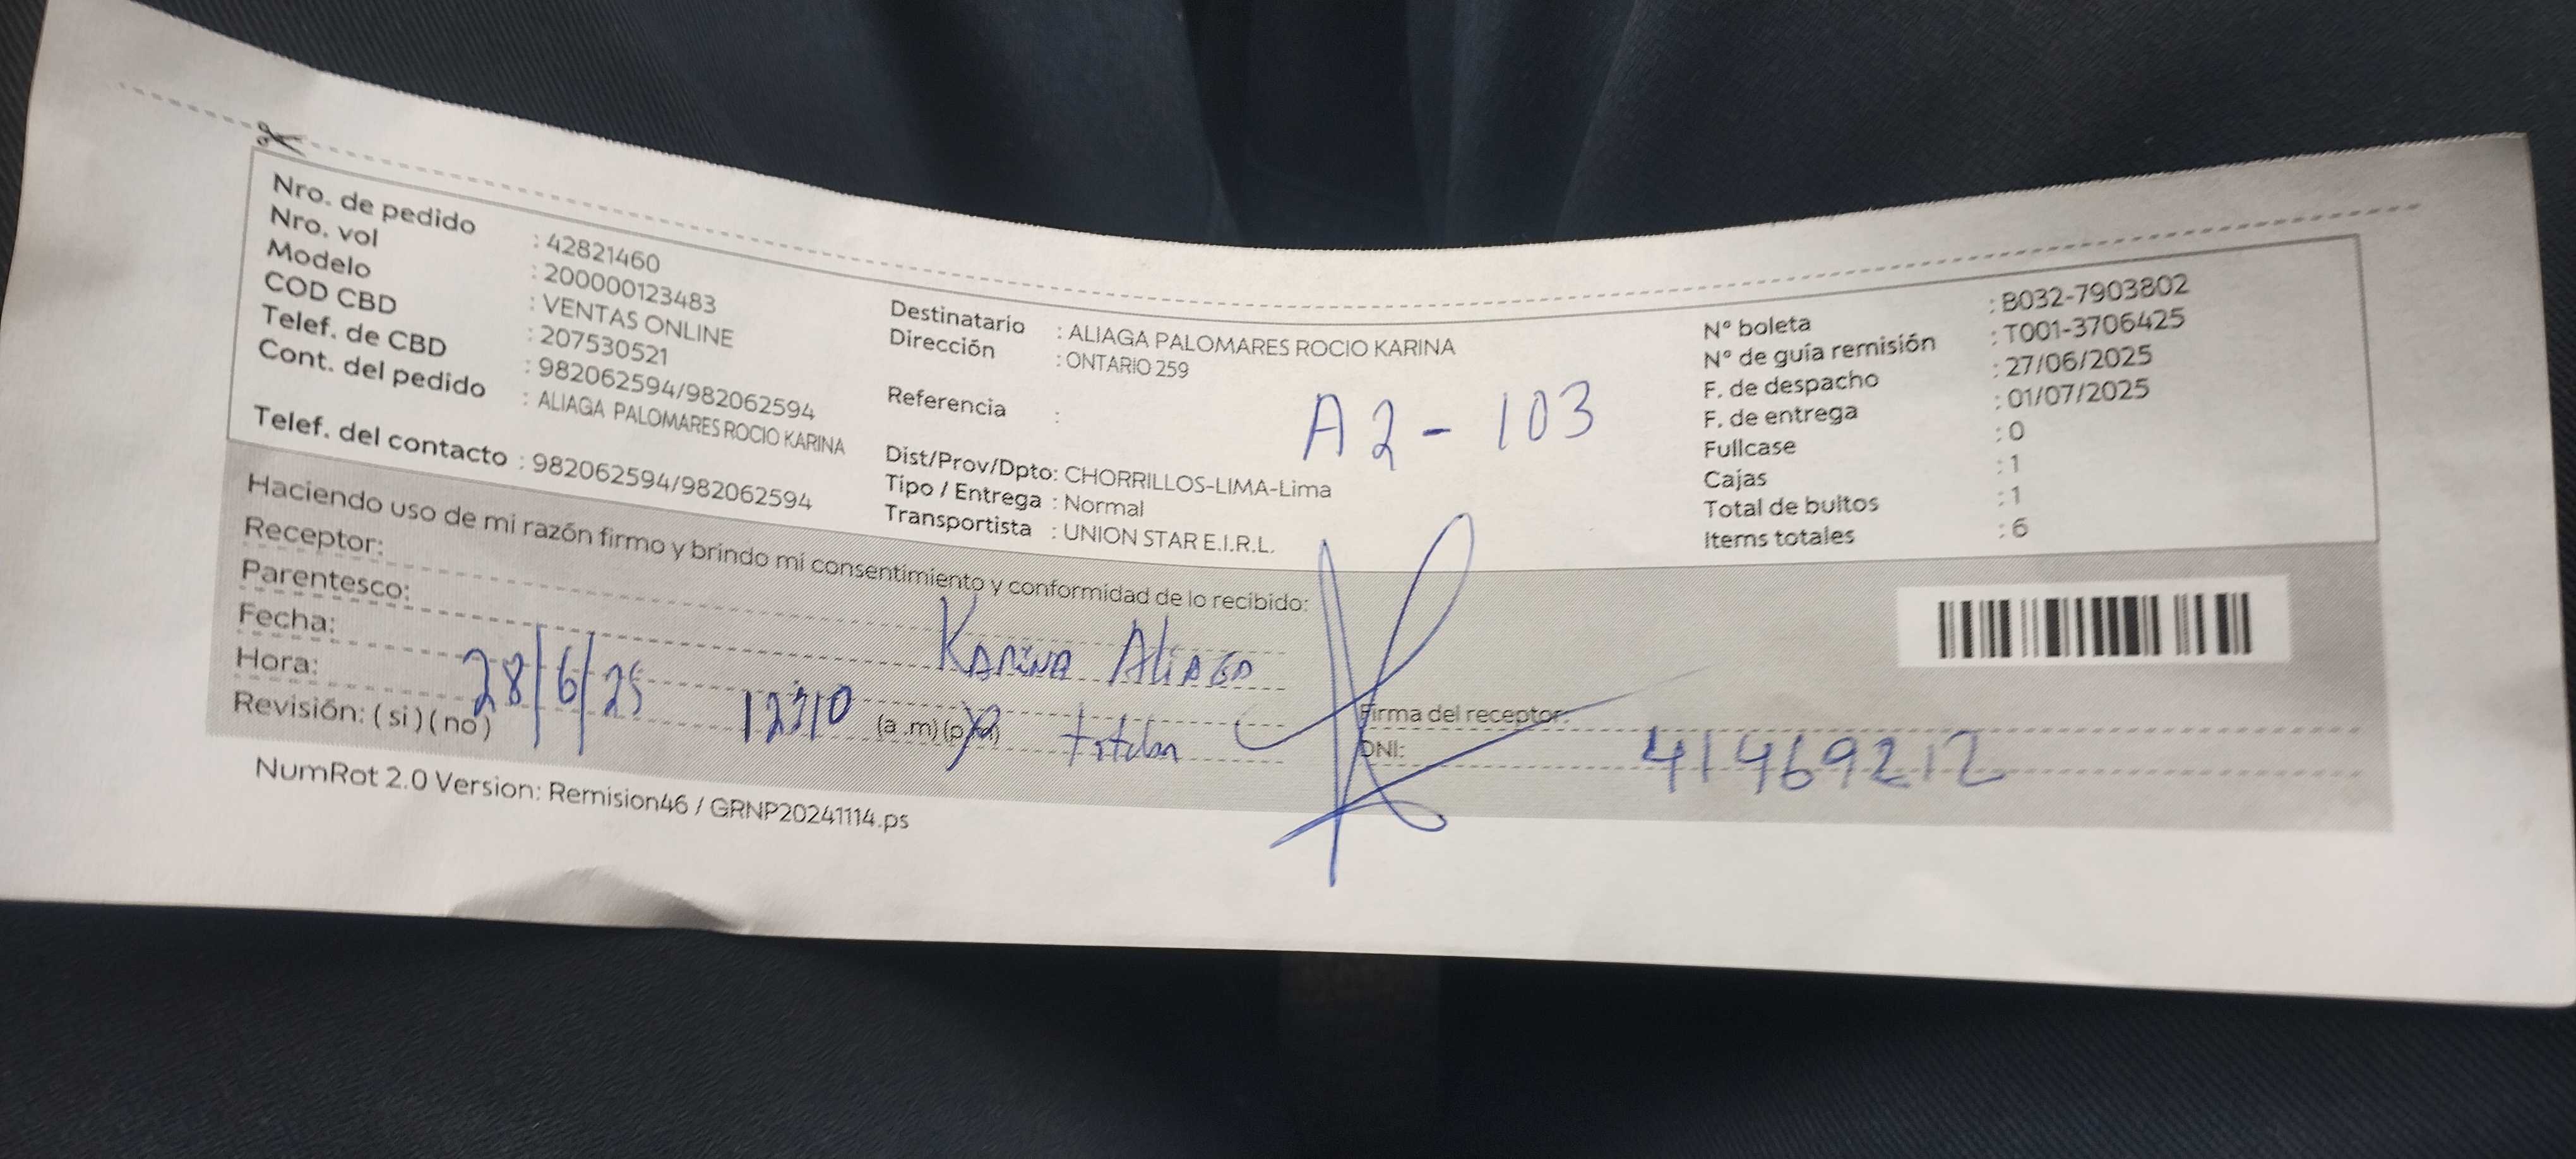 Nro. de pedido : 42821460
Nro. vol : 200000123483
Modelo : VENTAS ONLINE
COD CBD : 207530521
Telef. de CBD : 982062594/982062594
Cont. del pedido : ALIAGA PALOMARES ROCIO KARINA
Telef. del contacto : 982062594/982062594
Destinatario : ALIAGA PALOMARES ROCIO KARINA
Dirección : ONTARIO 259
Referencia :
A2 - 103
Dist/Prov/Dpto: CHORRILLOS-LIMA-Lima
Tipo / Entrega : Normal
Transportista : UNION STAR E.I.R.L.
N° boleta : B032-7903802
N° de guía remisión : T001-3706425
F. de despacho : 27/06/2025
F. de entrega : 01/07/2025
Fullcase : 0
Cajas : 1
Total de bultos : 1
Items totales : 6
Haciendo uso de mi razón firmo y brindo mi consentimiento y conformidad de lo recibido:
Receptor: Karina Aliaga
Parentesco: titular
Fecha: 28/6/25
Hora: (a.m)(p.m)
Revisión: (si)(no)
Firma del receptor:
DNI: 41469212
NumRot 2.0 Version: Remision46 / GRNP20241114.ps